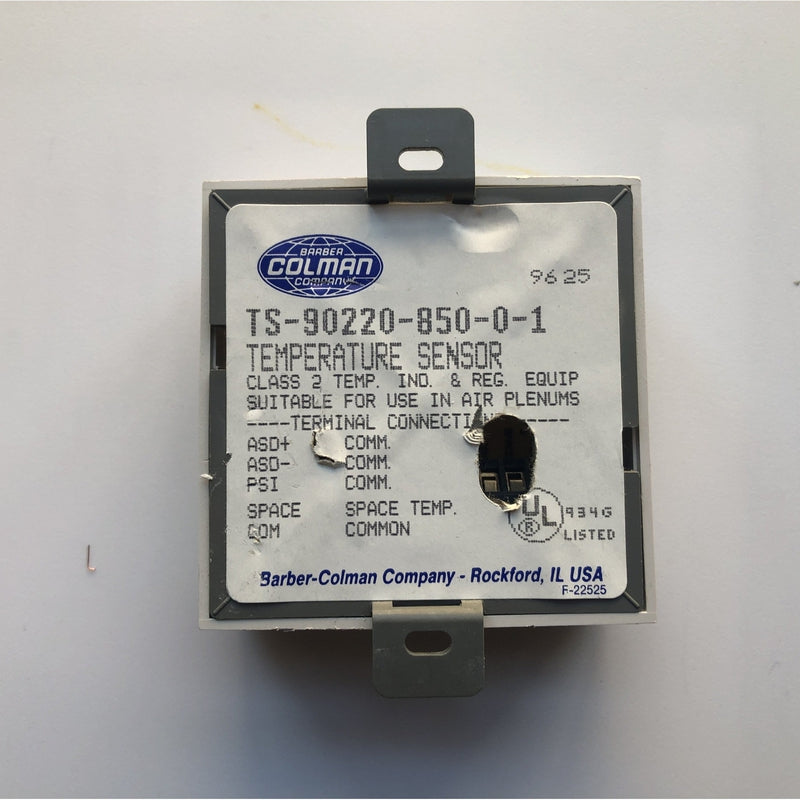 BARBER
COLMAN
COMPANY
9625
TS-90220-850-0-1
TEMPERATURE SENSOR
CLASS 2 TEMP. IND. & REG. EQUIP
SUITABLE FOR USE IN AIR PLENUMS
----TERMINAL CONNECTI ----
ASD+ COMM.
ASD- COMM.
PSI COMM.
SPACE SPACE TEMP.
COM COMMON
UL
®
934G
LISTED
Barber-Colman Company - Rockford, IL USA
F-22525